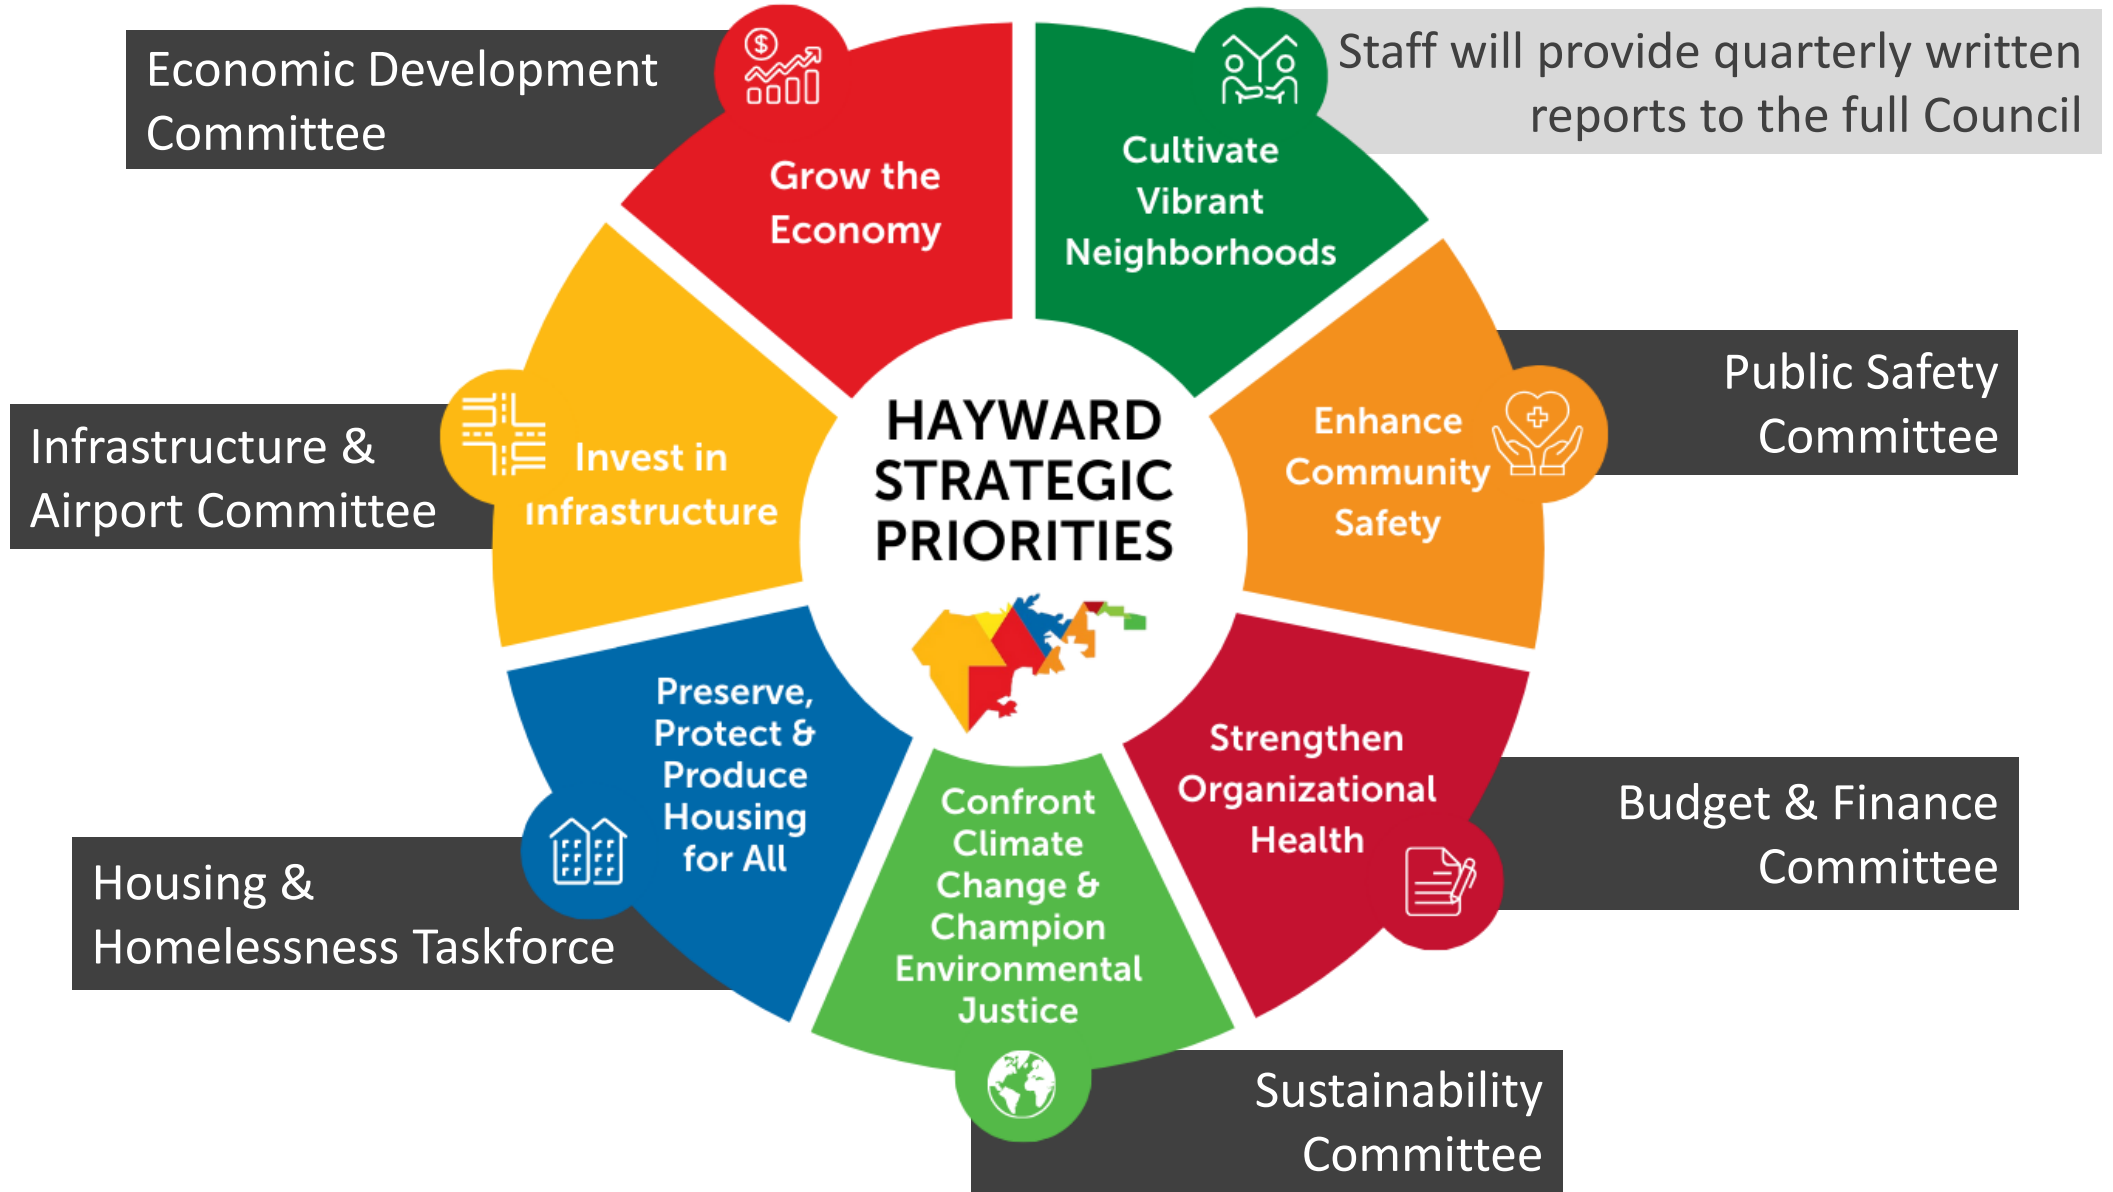 Economic Development
Committee
Staff will provide quarterly written
reports to the full Council
Grow the
Economy
Cultivate
Vibrant
Neighborhoods
Public Safety
Committee
Enhance
Community
Safety
Infrastructure &
Airport Committee
Invest in
Infrastructure
HAYWARD
STRATEGIC
PRIORITIES
Preserve,
Protect &
Produce
Housing
for All
Housing &
Homelessness Taskforce
Strengthen
Organizational
Health
Budget & Finance
Committee
Confront
Climate
Change &
Champion
Environmental
Justice
Sustainability
Committee